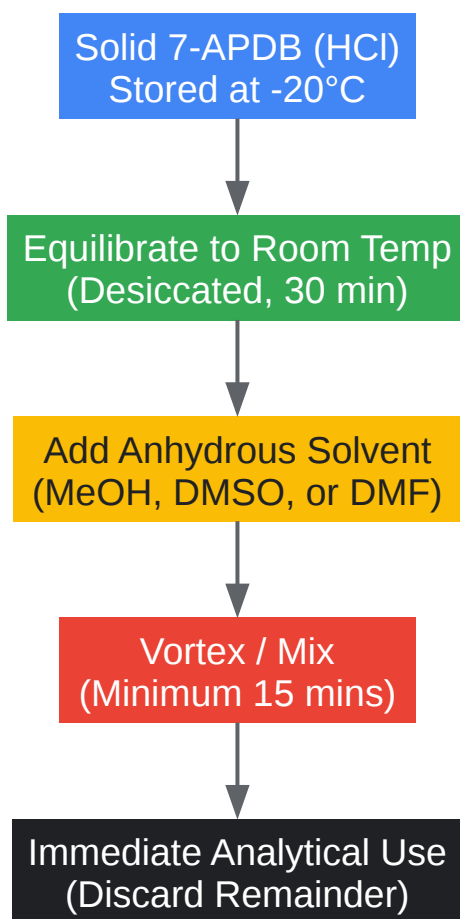 Solid 7-APDB (HCl)
Stored at -20°C
Equilibrate to Room Temp
(Desiccated, 30 min)
Add Anhydrous Solvent
(MeOH, DMSO, or DMF)
Vortex / Mix
(Minimum 15 mins)
Immediate Analytical Use
(Discard Remainder)